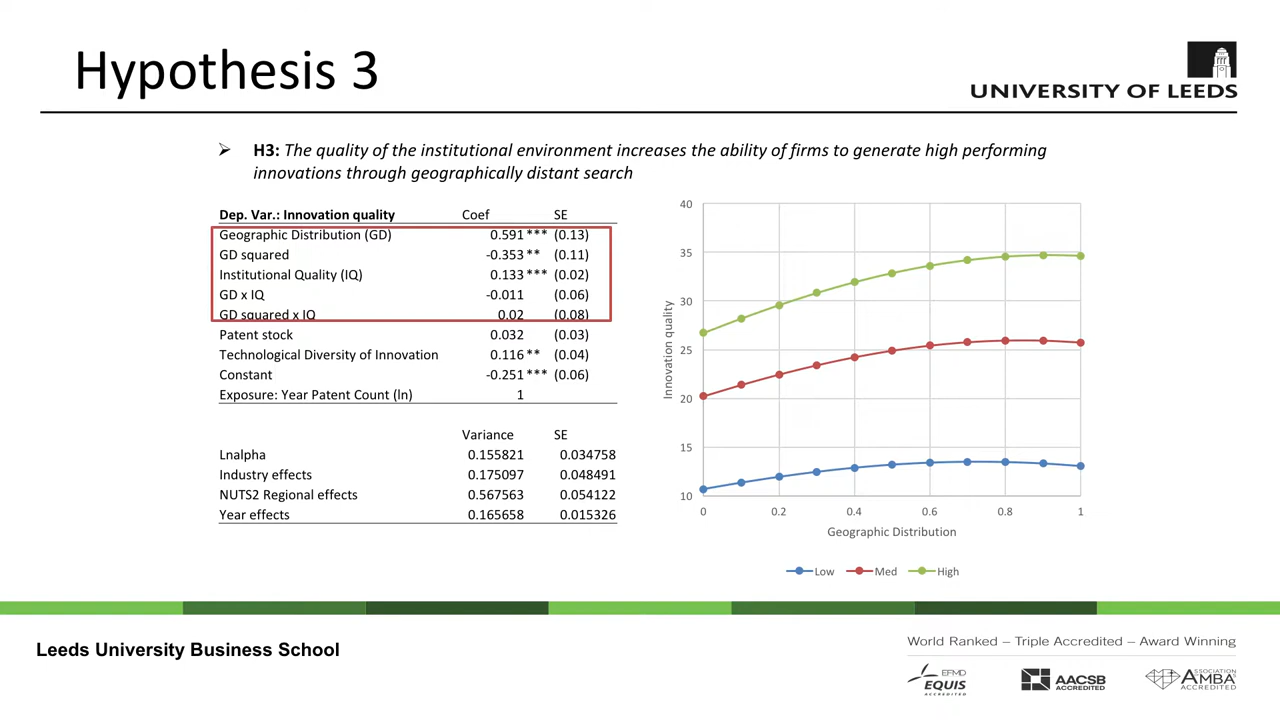 Hypothesis 3
UNIVERSITY OF LEEDS
➢ H3: The quality of the institutional environment increases the ability of firms to generate high performing
innovations through geographically distant search
Dep. Var.: Innovation quality Coef SE
Geographic Distribution (GD) 0.591 *** (0.13)
GD squared -0.353 ** (0.11)
Institutional Quality (IQ) 0.133 *** (0.02)
GD x IQ -0.011 (0.06)
GD squared x IQ 0.02 (0.08)
Patent stock 0.032 (0.03)
Technological Diversity of Innovation 0.116 ** (0.04)
Constant -0.251 *** (0.06)
Exposure: Year Patent Count (ln) 1
Variance SE
Lnalpha 0.155821 0.034758
Industry effects 0.175097 0.048491
NUTS2 Regional effects 0.567563 0.054122
Year effects 0.165658 0.015326
40
35
30
25
20
15
10
Innovation quality
0 0.2 0.4 0.6 0.8 1
Geographic Distribution
Low Med High
Leeds University Business School
World Ranked – Triple Accredited – Award Winning
EFMD
EQUIS
ACCREDITED
AACSB
ACCREDITED
ASSOCIATION
AMBA
ACCREDITED